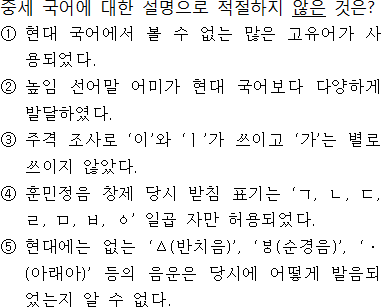 중세 국어에 대한 설명으로 적절하지 않은 것은?
① 현대 국어에서 볼 수 없는 많은 고유어가 사
용되었다.
② 높임 선어말 어미가 현대 국어보다 다양하게
발달하였다.
③ 주격 조사로 ‘이’와 ‘ㅣ’가 쓰이고 ‘가’는 별로
쓰이지 않았다.
④ 훈민정음 창제 당시 받침 표기는 ‘ㄱ, ㄴ, ㄷ,
ㄹ, ㅁ, ㅂ, ㆁ’ 일곱 자만 허용되었다.
⑤ 현대에는 없는 ‘ㅿ(반치음)’, ‘ㅸ(순경음)’, ‘ㆍ
(아래아)’ 등의 음운은 당시에 어떻게 발음되
었는지 알 수 없다.